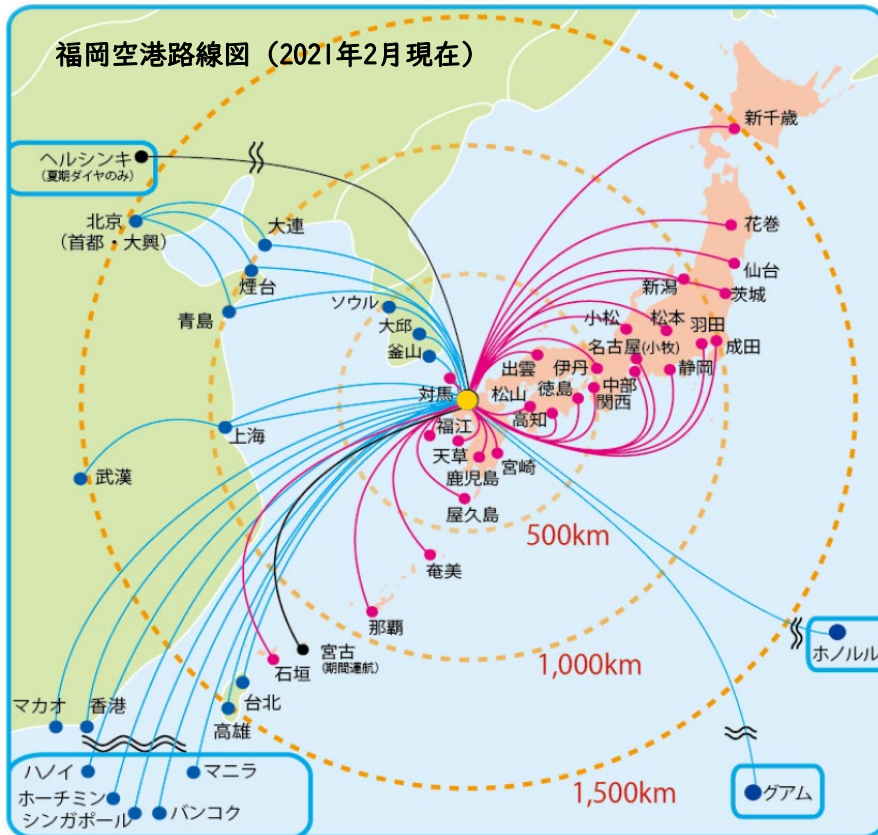 福岡空港路線図（2021年2月現在）
新千歳
ヘルシンキ
（夏期ダイヤのみ）
北京
（首都・大興）
大連
花巻
仙台
煙台
新潟
茨城
ソウル
青島
大邱
小松
松本
羽田
釜山
名古屋(小牧)
成田
出雲
伊丹
静岡
対馬
松山
徳島
中部
関西
高知
福江
上海
天草
宮崎
鹿児島
武漢
屋久島
500km
奄美
那覇
ホノルル
宮古
(期間運航)
石垣
1,000km
台北
マカオ
香港
高雄
ハノイ
マニラ
ホーチミン
シンガポール
バンコク
1,500km
グアム